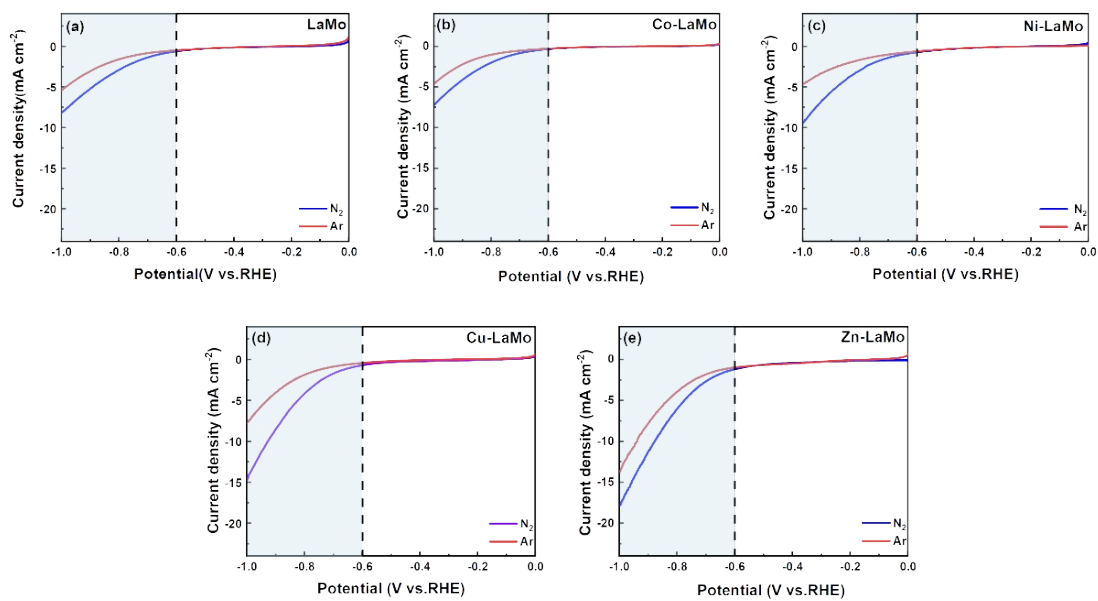 (a)
LaMo
0
-5
-10
-15
-20
Current density(mA cm⁻²)
N₂
Ar
-1.0 -0.8 -0.6 -0.4 -0.2 0.0
Potential(V vs.RHE)
(b)
Co-LaMo
0
-5
-10
-15
-20
Current density (mA cm⁻²)
N₂
Ar
-1.0 -0.8 -0.6 -0.4 -0.2 0.0
Potential (V vs.RHE)
(c)
Ni-LaMo
0
-5
-10
-15
-20
Current density (mA cm⁻²)
N₂
Ar
-1.0 -0.8 -0.6 -0.4 -0.2 0.0
Potential (V vs.RHE)
(d)
Cu-LaMo
0
-5
-10
-15
-20
Current density (mA cm⁻²)
N₂
Ar
-1.0 -0.8 -0.6 -0.4 -0.2 0.0
Potential (V vs.RHE)
(e)
Zn-LaMo
0
-5
-10
-15
-20
Current density (mA cm⁻²)
N₂
Ar
-1.0 -0.8 -0.6 -0.4 -0.2 0.0
Potential (V vs.RHE)